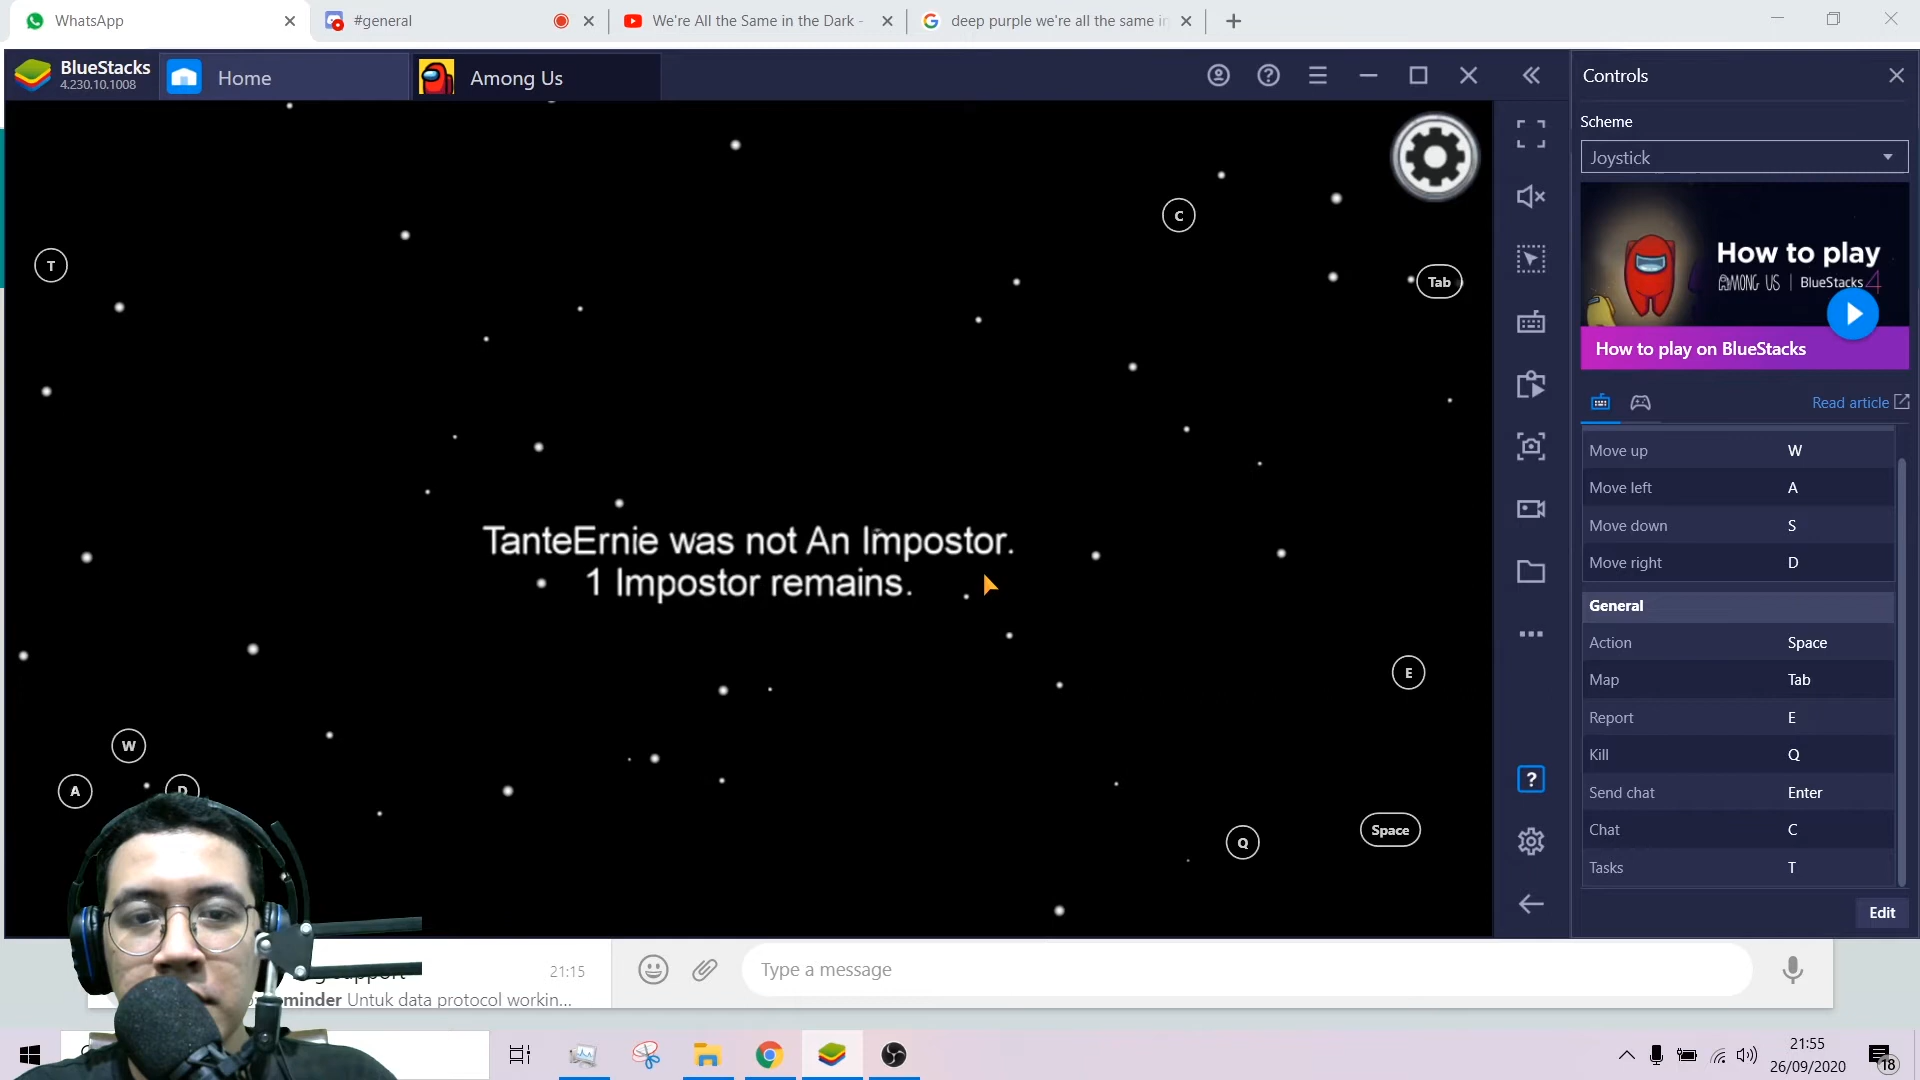 WhatsApp
#general
We're All the Same in the Dark -
deep purple we're all the same in
BlueStacks
4.230.10.1008
Home
Among Us
Controls
Scheme
Joystick
How to play
AMONG US | BlueStacks 4
How to play on BlueStacks
Read article
Move up W
Move left A
Move down S
Move right D
General
Action Space
Map Tab
Report E
Kill Q
Send chat Enter
Chat C
Tasks T
Edit
C
T
Tab
TanteErnie was not An Impostor.
1 Impostor remains.
E
W
A
D
Q
Space
21:15
Type a message
minder Untuk data protocol workin...
21:55
26/09/2020
18